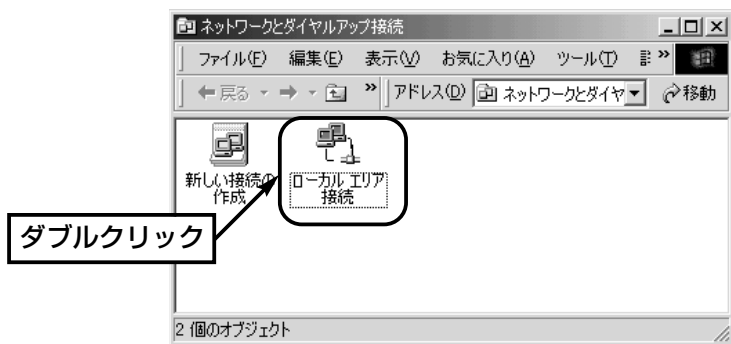 ネットワークとダイヤルアップ接続
ファイル(F) 編集(E) 表示(V) お気に入り(A) ツール(T) »
戻る » アドレス(D) ネットワークとダイヤ 移動
新しい接続の
作成
ローカル エリア
接続
ダブルクリック
2 個のオブジェクト